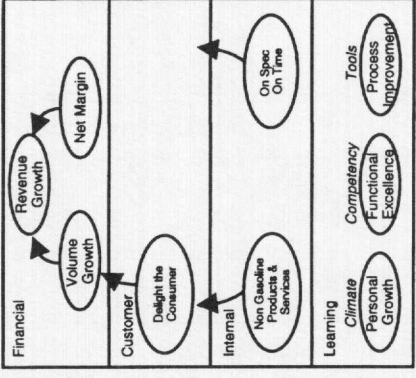 Financial
Revenue
Growth
Volume
Growth
Net Margin
Customer
Delight the
Consumer
Internal
Non Gasoline
Products &
Services
On Spec
On Time
Learning
Climate
Personal
Growth
Competency
Functional
Excellence
Tools
Process
Improvement